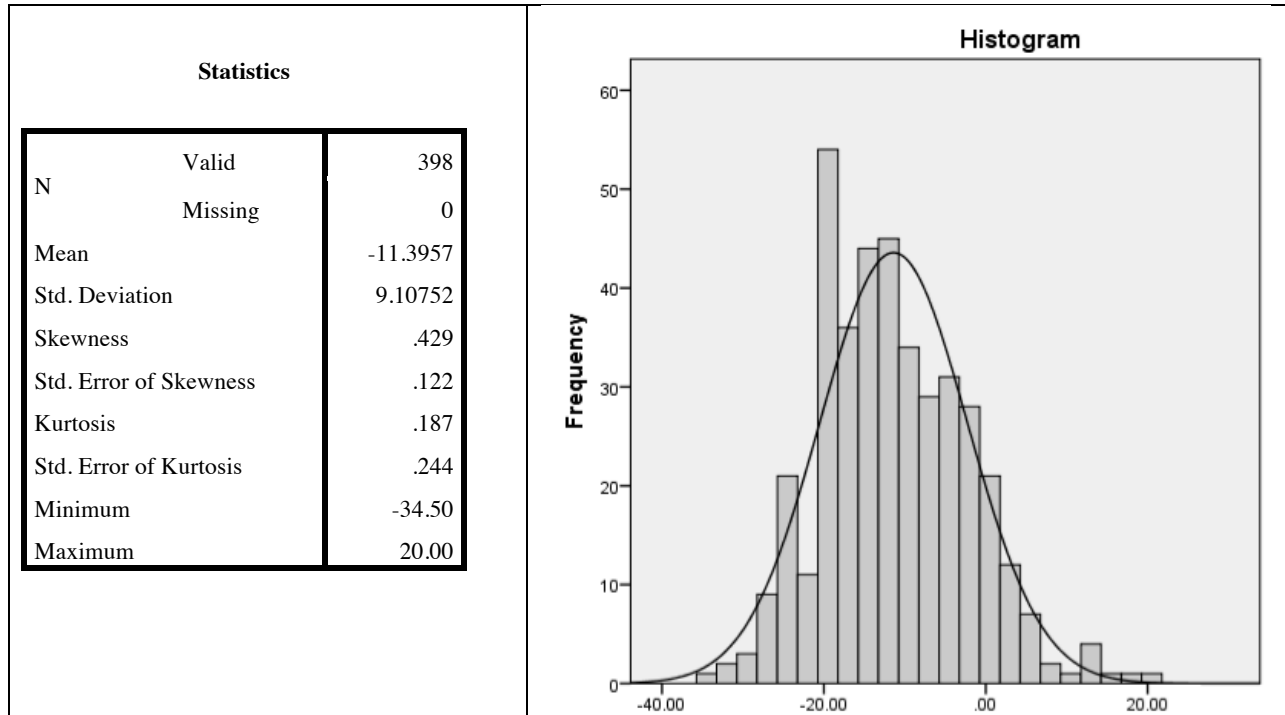 Statistics
N Valid 398
Missing 0
Mean -11.3957
Std. Deviation 9.10752
Skewness .429
Std. Error of Skewness .122
Kurtosis .187
Std. Error of Kurtosis .244
Minimum -34.50
Maximum 20.00
Histogram
Frequency
60
50
40
30
20
10
0
-40.00 -20.00 .00 20.00